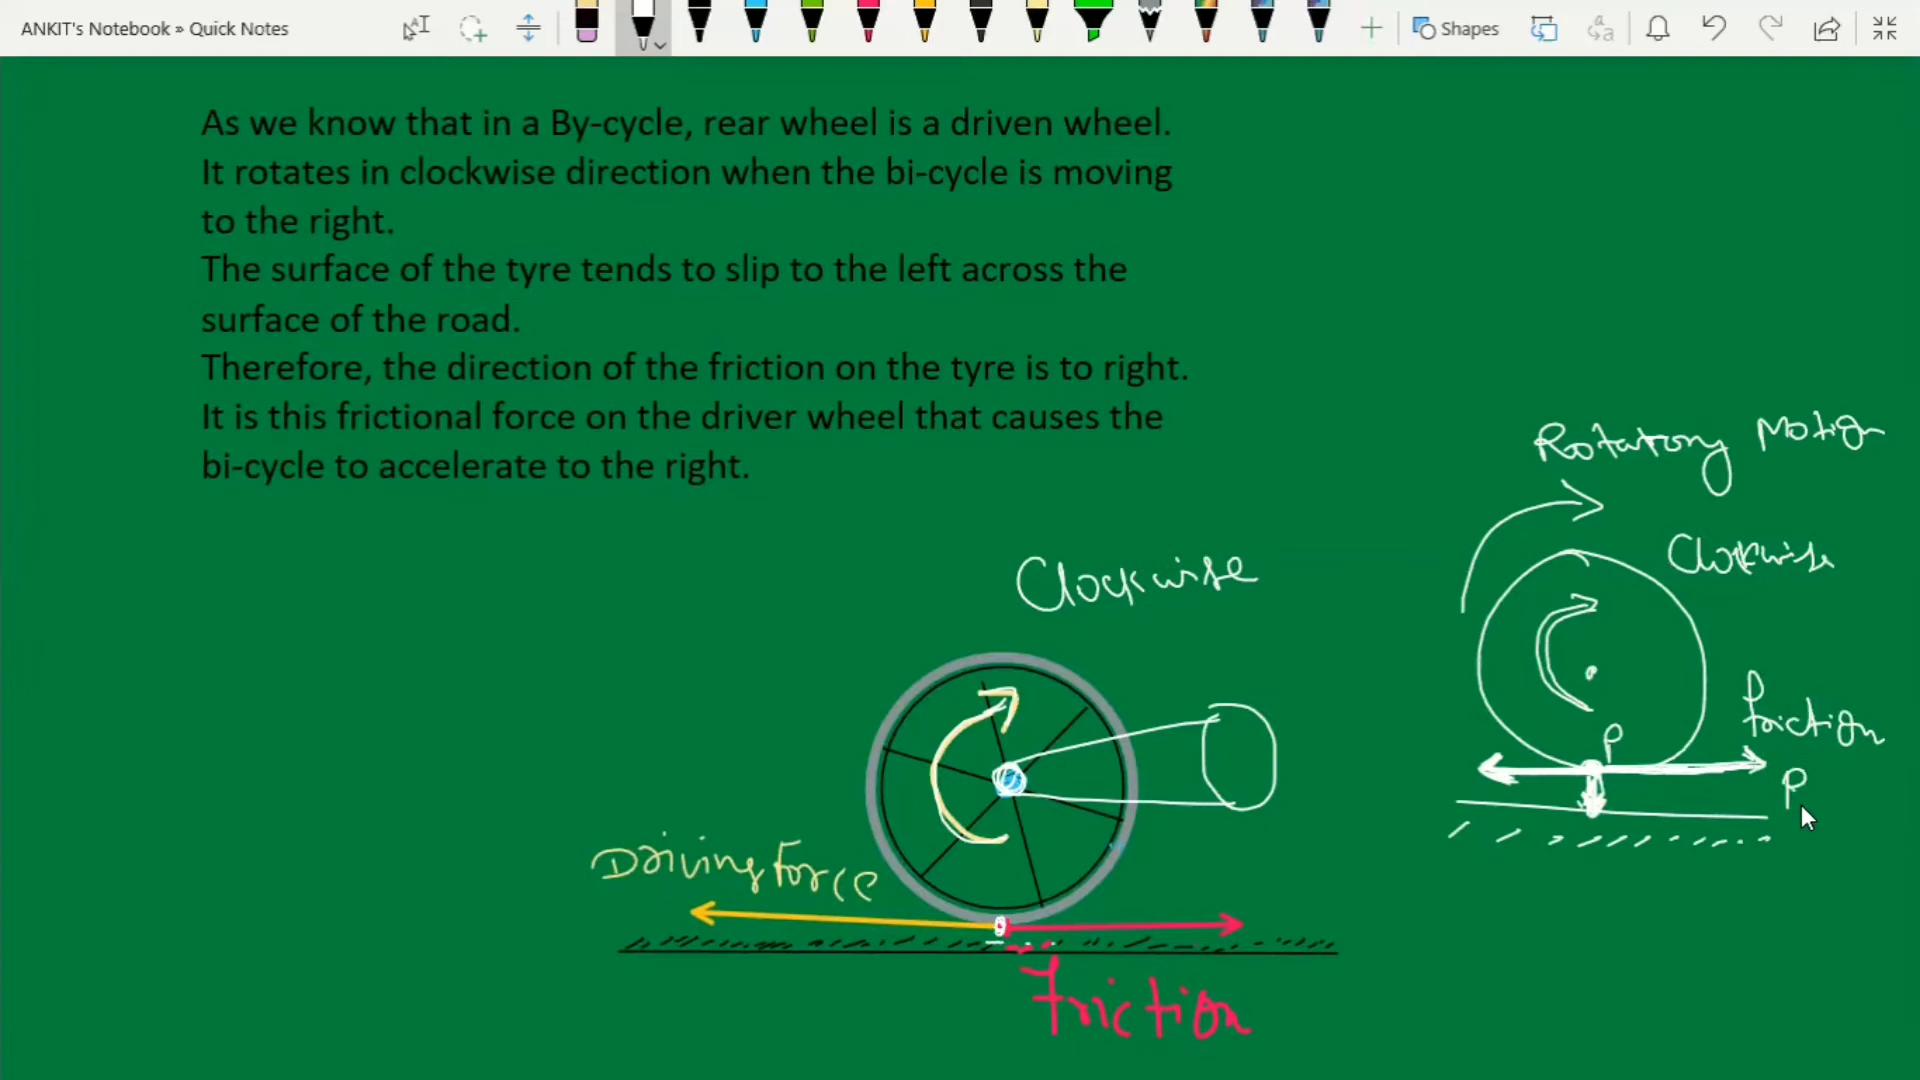 ANKIT's Notebook » Quick Notes
Shapes
As we know that in a By-cycle, rear wheel is a driven wheel.
It rotates in clockwise direction when the bi-cycle is moving
to the right.
The surface of the tyre tends to slip to the left across the
surface of the road.
Therefore, the direction of the friction on the tyre is to right.
It is this frictional force on the driver wheel that causes the
bi-cycle to accelerate to the right.
Rotatory Motion
Clockwise
Clockwise
friction
P
P
Driving Force
friction